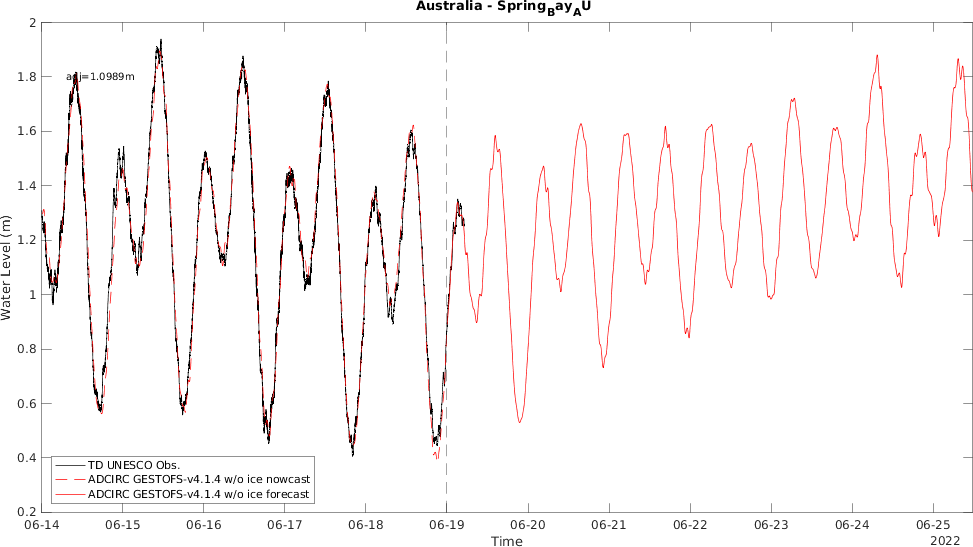 Australia - SpringBayAU
2
1.8
1.6
1.4
1.2
1
0.8
0.6
0.4
0.2
Water Level (m)
adj=1.0989m
TD UNESCO Obs.
ADCIRC GESTOFS-v4.1.4 w/o ice nowcast
ADCIRC GESTOFS-v4.1.4 w/o ice forecast
06-14 06-15 06-16 06-17 06-18 06-19 06-20 06-21 06-22 06-23 06-24 06-25
Time
2022